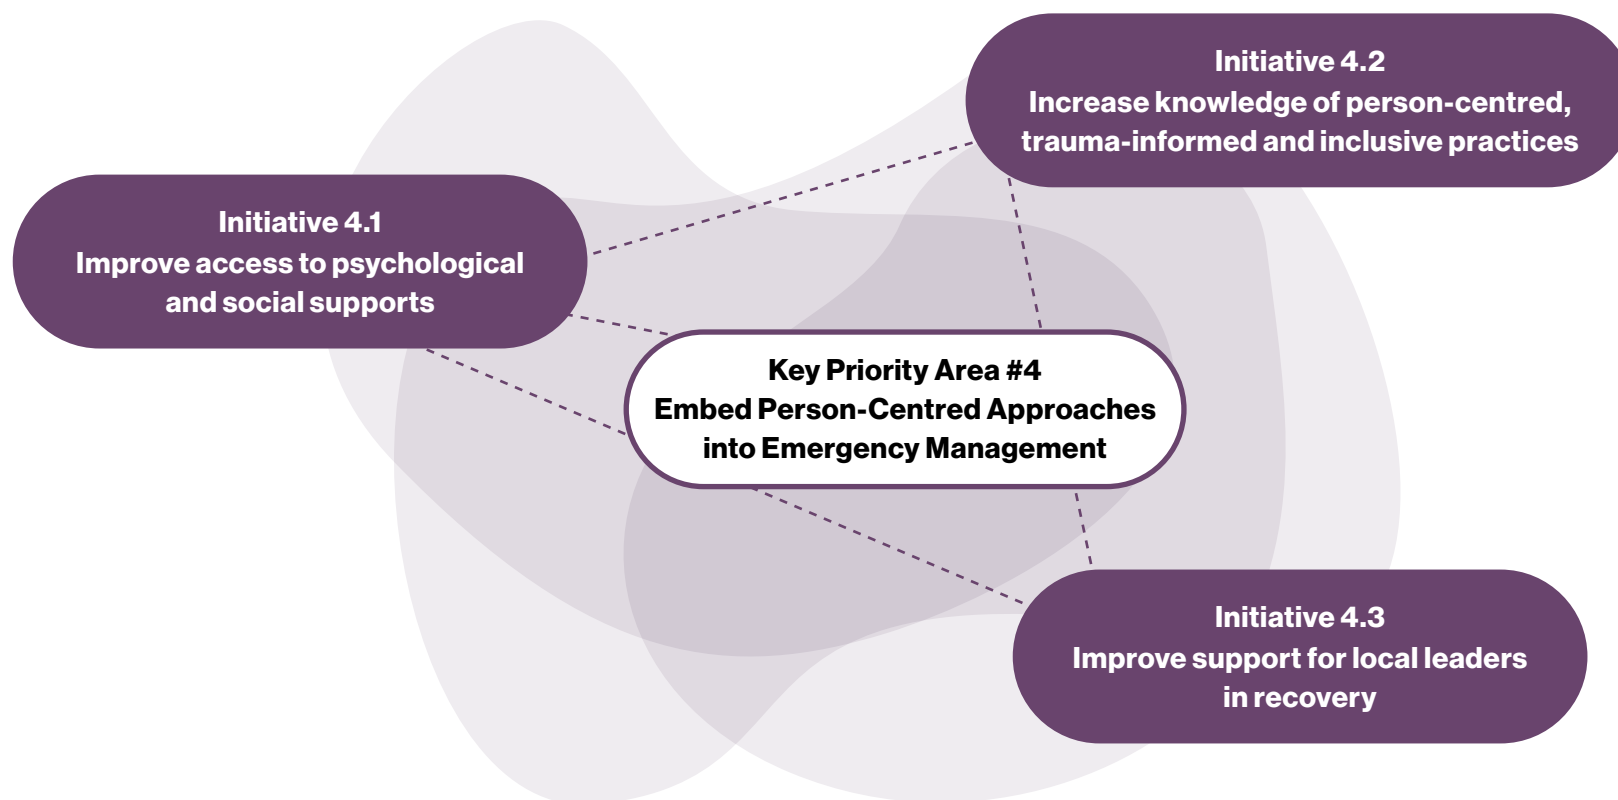 Initiative 4.1
Improve access to psychological
and social supports
Initiative 4.2
Increase knowledge of person-centred,
trauma-informed and inclusive practices
Key Priority Area #4
Embed Person-Centred Approaches
into Emergency Management
Initiative 4.3
Improve support for local leaders
in recovery